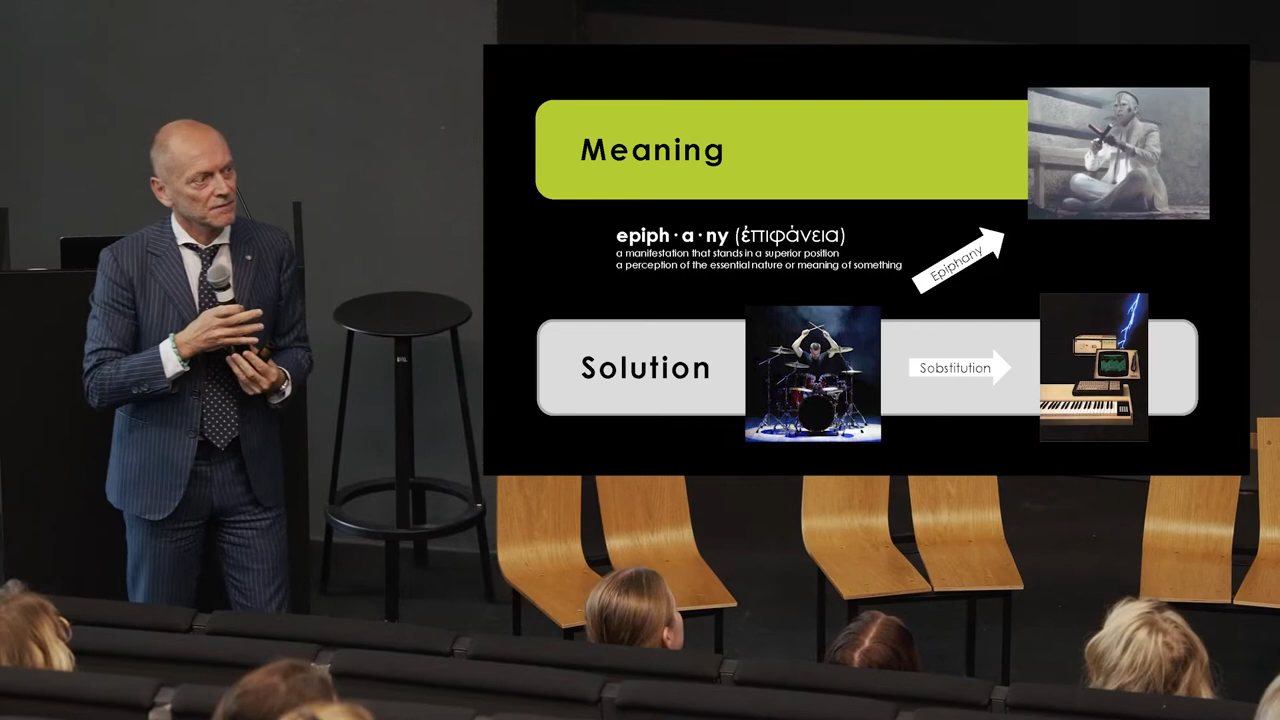 Meaning
epiph·a·ny (ἐπιφάνεια)
a manifestation that stands in a superior position
a perception of the essential nature or meaning of something
Epiphany
Solution
Sobstitution